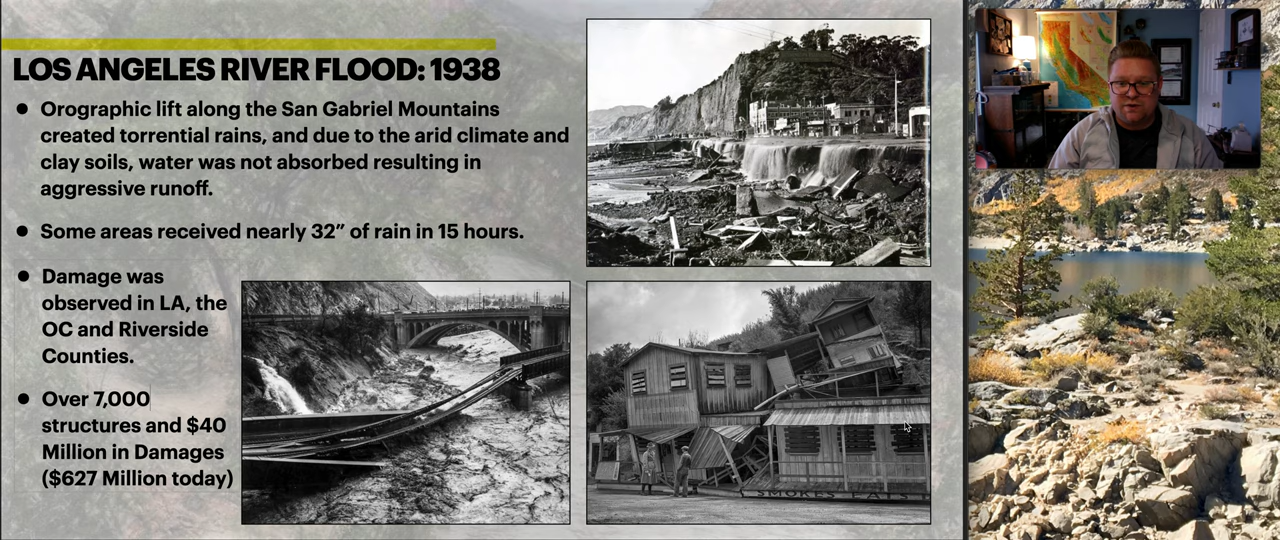 LOS ANGELES RIVER FLOOD: 1938
● Orographic lift along the San Gabriel Mountains
created torrential rains, and due to the arid climate and
clay soils, water was not absorbed resulting in
aggressive runoff.
● Some areas received nearly 32” of rain in 15 hours.
● Damage was
observed in LA, the
OC and Riverside
Counties.
● Over 7,000
structures and $40
Million in Damages
($627 Million today)
SMOKES EATS